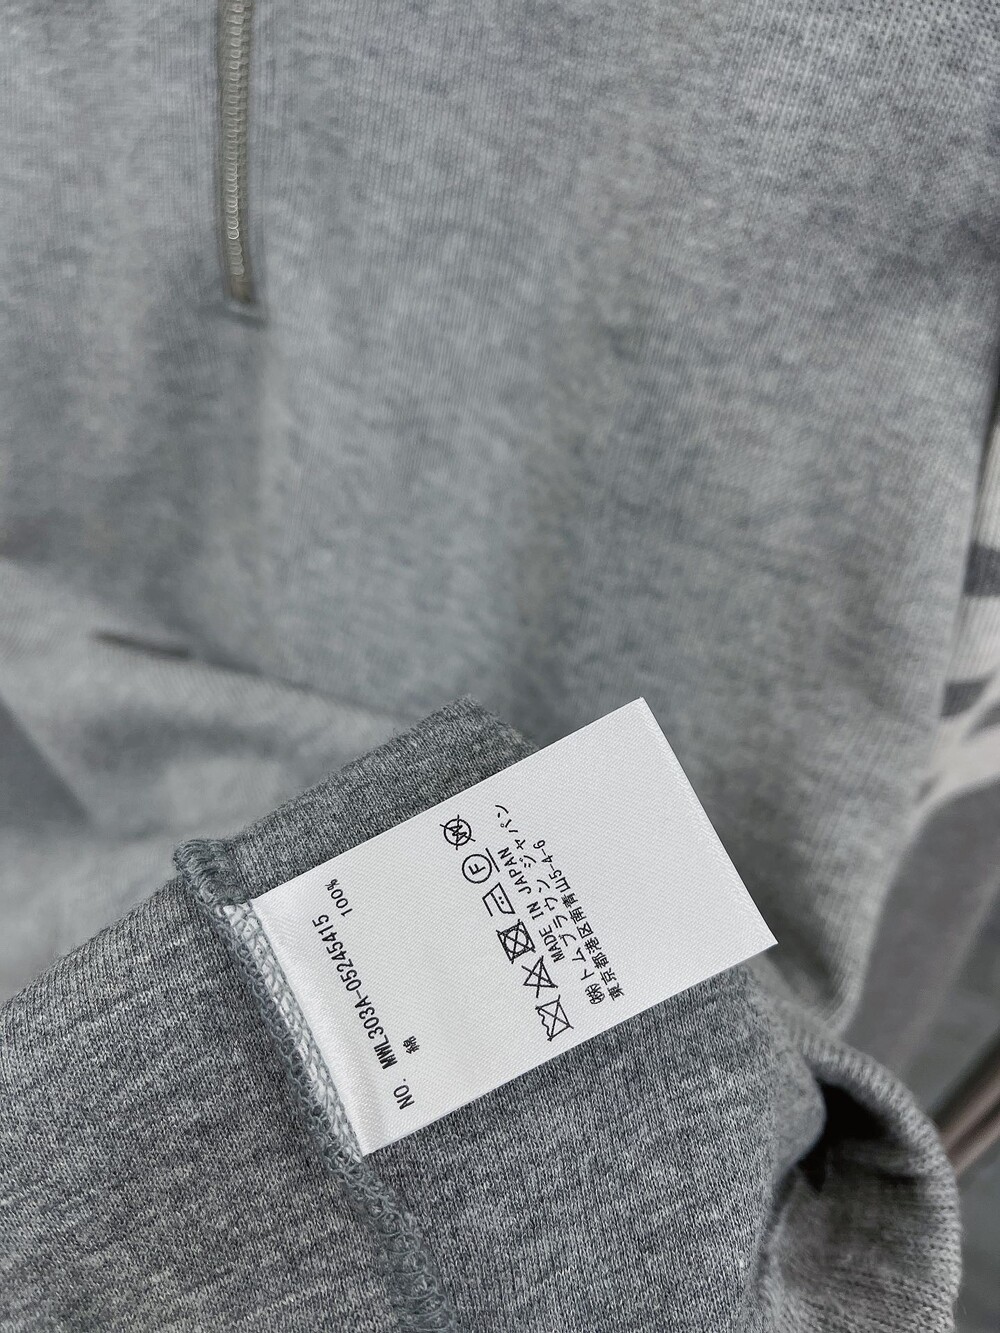 NO. MWL303A-05245415
綿 100%
MADE IN JAPAN
㈱トムブラウンジャパン
東京都港区南青山5-4-6